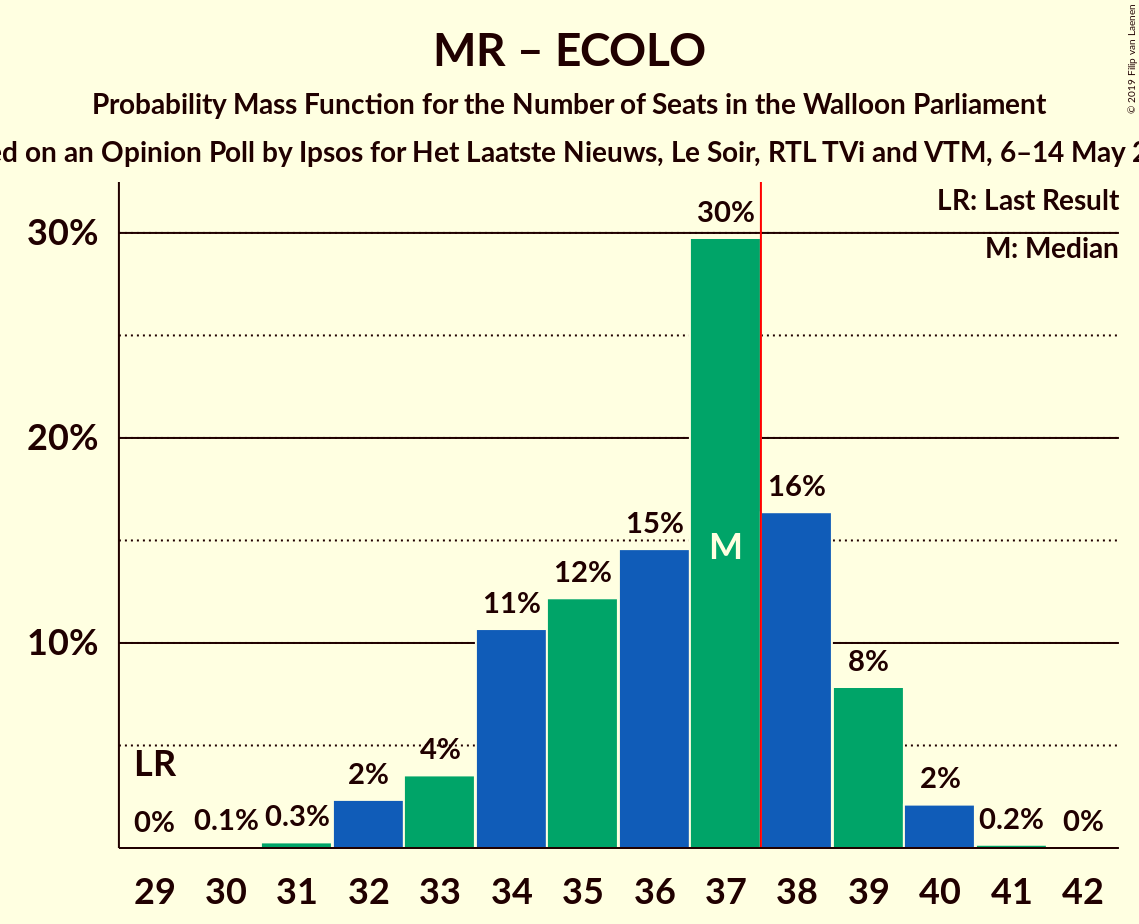 MR – ECOLO
Probability Mass Function for the Number of Seats in the Walloon Parliament
on an Opinion Poll by Ipsos for Het Laatste Nieuws, Le Soir, RTL TVi and VTM, 6–14 May
© 2019 Filip van Laenen
LR: Last Result
M: Median
30%
20%
10%
LR
0%
0.1%
0.3%
2%
4%
11%
12%
15%
30%
M
16%
8%
2%
0.2%
0%
29 30 31 32 33 34 35 36 37 38 39 40 41 42